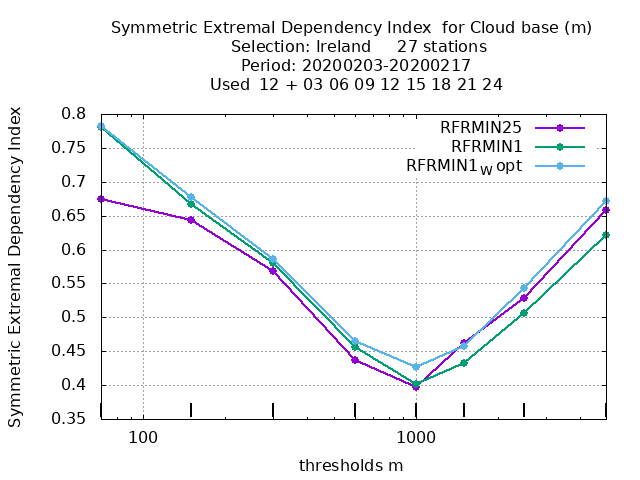 Symmetric Extremal Dependency Index  for Cloud base (m)
Selection: Ireland     27 stations
Period: 20200203-20200217
Used  12 + 03 06 09 12 15 18 21 24
Symmetric Extremal Dependency Index
0.8
0.75
0.7
0.65
0.6
0.55
0.5
0.45
0.4
0.35
RFRMIN25
RFRMIN1
RFRMIN1W opt
100 1000
thresholds m